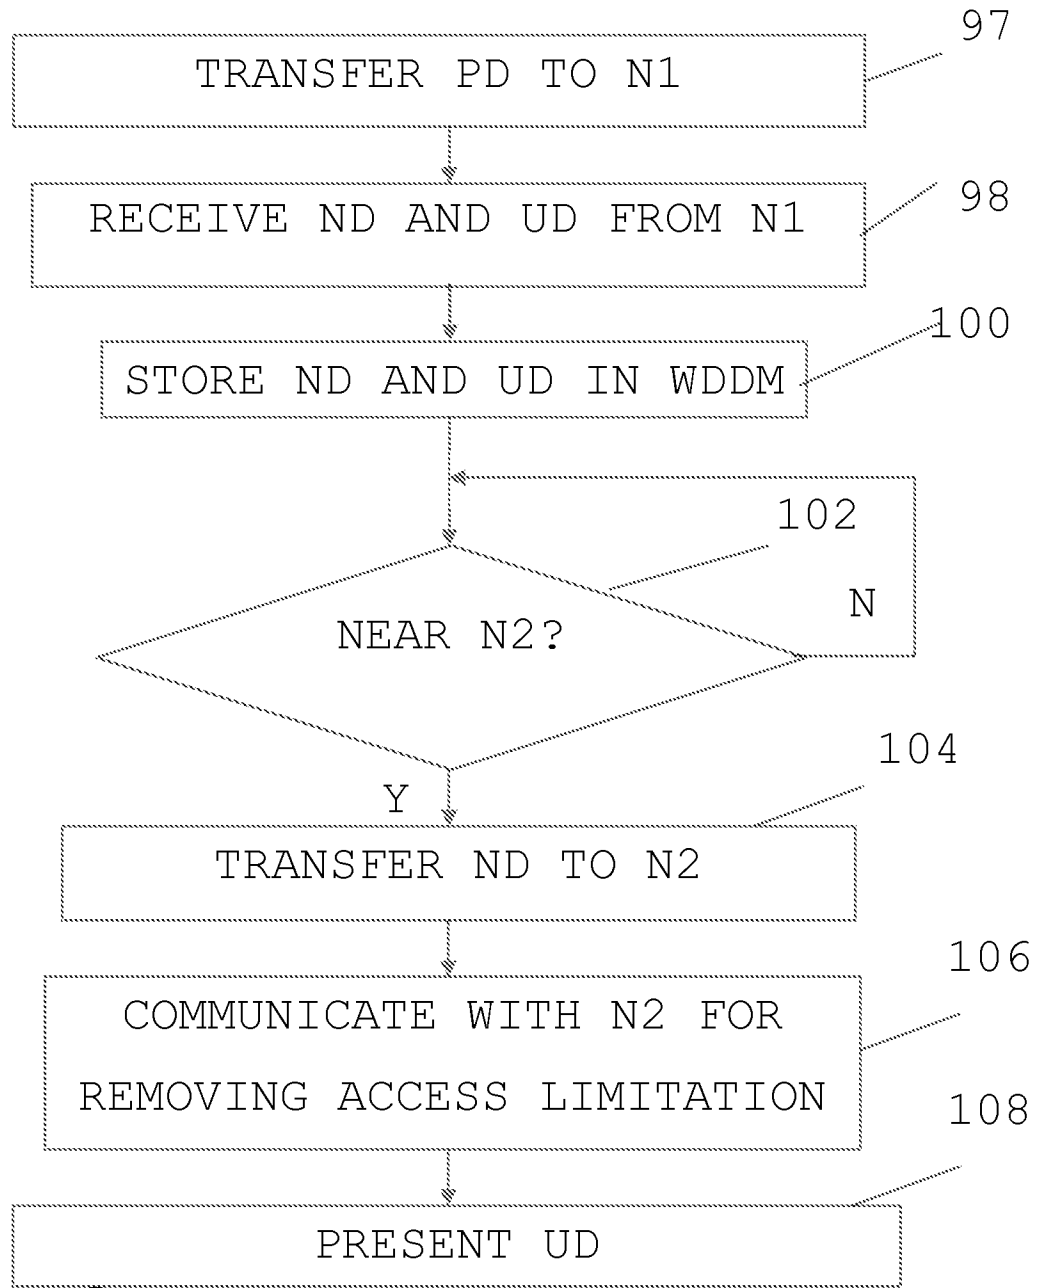 97
TRANSFER PD TO N1
98
RECEIVE ND AND UD FROM N1
100
STORE ND AND UD IN WDDM
102
N
NEAR N2?
104
Y
TRANSFER ND TO N2
106
COMMUNICATE WITH N2 FOR
REMOVING ACCESS LIMITATION
108
PRESENT UD